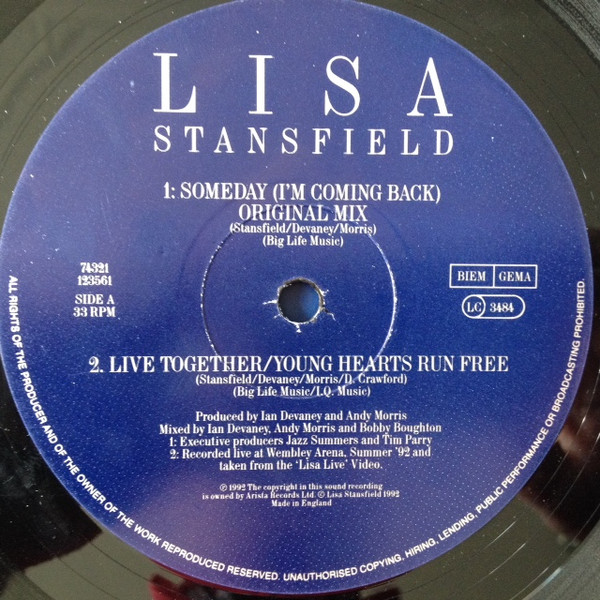 LISA
STANSFIELD
1: SOMEDAY (I'M COMING BACK)
ORIGINAL MIX
(Stansfield/Devaney/Morris)
(Big Life Music)
74321
123561
SIDE A
33 RPM
BIEM GEMA
LC 3484
2. LIVE TOGETHER/YOUNG HEARTS RUN FREE
(Stansfield/Devaney/Morris/D. Crawford)
(Big Life Music/I.Q. Music)
Produced by Ian Devaney and Andy Morris
Mixed by Ian Devaney, Andy Morris and Bobby Boughton
1: Executive producers Jazz Summers and Tim Parry
2: Recorded live at Wembley Arena, Summer '92 and
taken from the 'Lisa Live' Video.
℗ 1992 The copyright in this sound recording
is owned by Arista Records Ltd. © Lisa Stansfield 1992
Made in England
ALL RIGHTS OF THE PRODUCER AND OF THE OWNER OF THE WORK REPRODUCED RESERVED. UNAUTHORISED COPYING, HIRING, LENDING, PUBLIC PERFORMANCE OR BROADCASTING PROHIBITED.